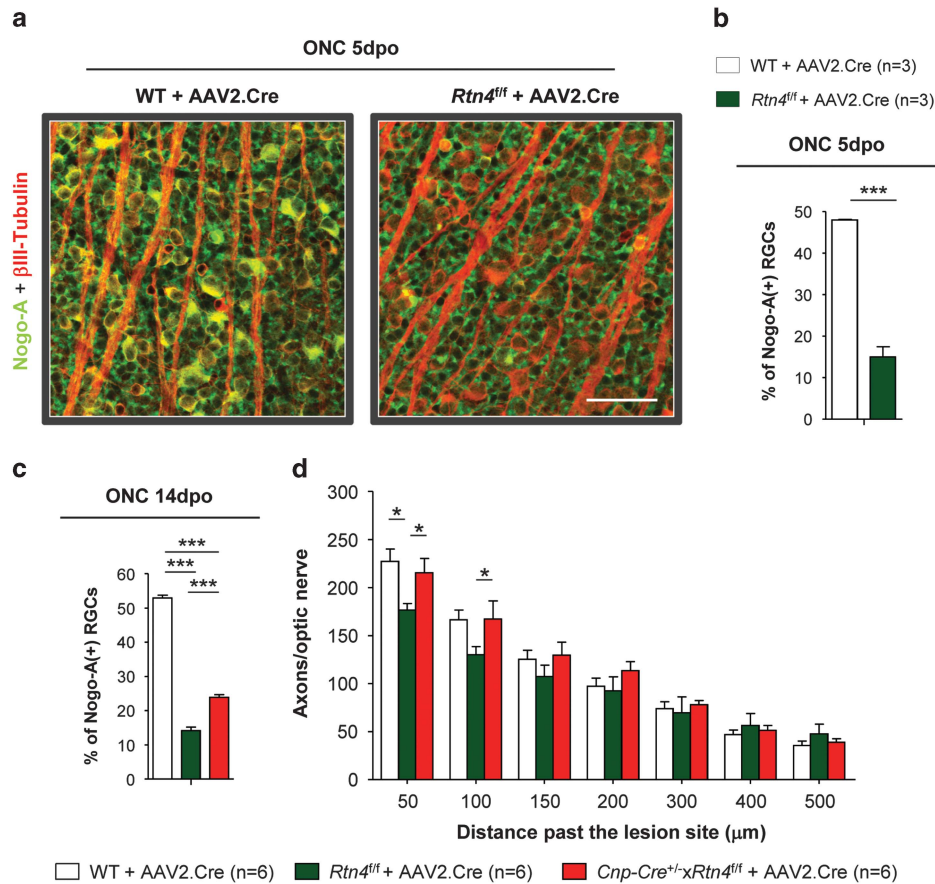 a
ONC 5dpo
WT + AAV2.Cre
Rtn4f/f + AAV2.Cre
Nogo-A + βIII-Tubulin
b
WT + AAV2.Cre (n=3)
Rtn4f/f + AAV2.Cre (n=3)
ONC 5dpo
***
% of Nogo-A(+) RGCs
50
40
30
20
10
0
c
ONC 14dpo
***
***
***
% of Nogo-A(+) RGCs
60
50
40
30
20
10
0
d
Axons/optic nerve
300
250
200
150
100
50
0
*
*
*
50 100 150 200 300 400 500
Distance past the lesion site (μm)
WT + AAV2.Cre (n=6) Rtn4f/f + AAV2.Cre (n=6) Cnp-Cre+/-xRtn4f/f + AAV2.Cre (n=6)